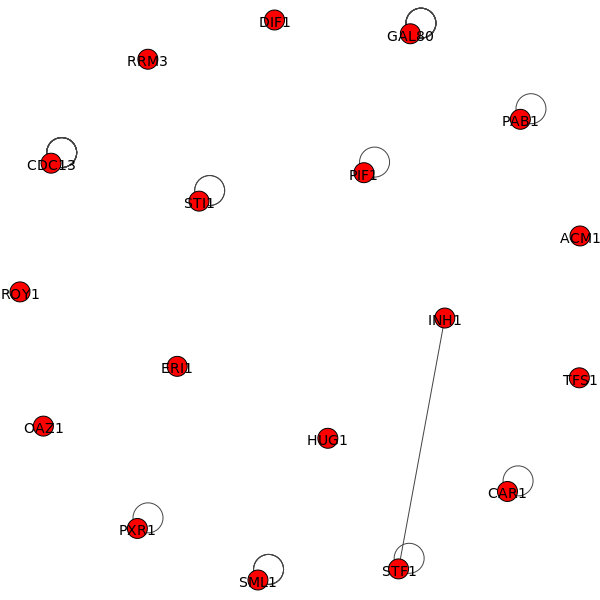 DIF1
GAL80
RRM3
PAB1
CDC13
PIF1
STI1
ACM1
ROY1
INH1
ERI1
TFS1
OAZ1
HUG1
CAR1
PXR1
STF1
SML1